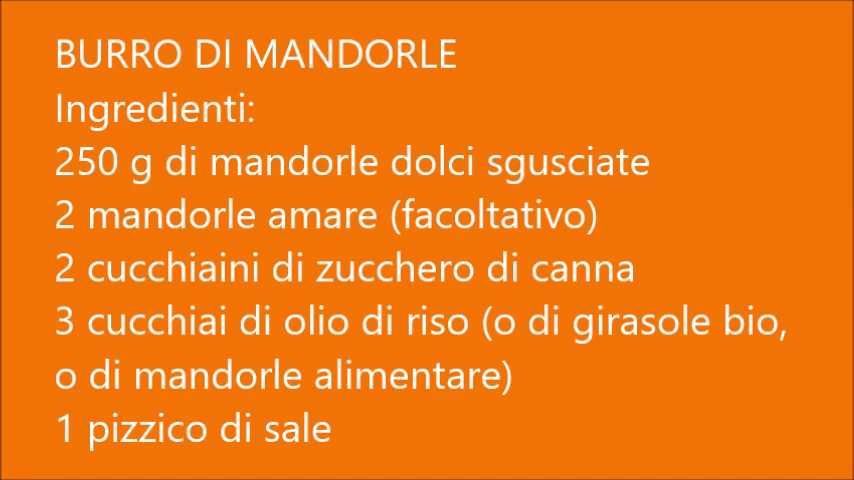 BURRO DI MANDORLE
Ingredienti:
250 g di mandorle dolci sgusciate
2 mandorle amare (facoltativo)
2 cucchiaini di zucchero di canna
3 cucchiai di olio di riso (o di girasole bio,
o di mandorle alimentare)
1 pizzico di sale